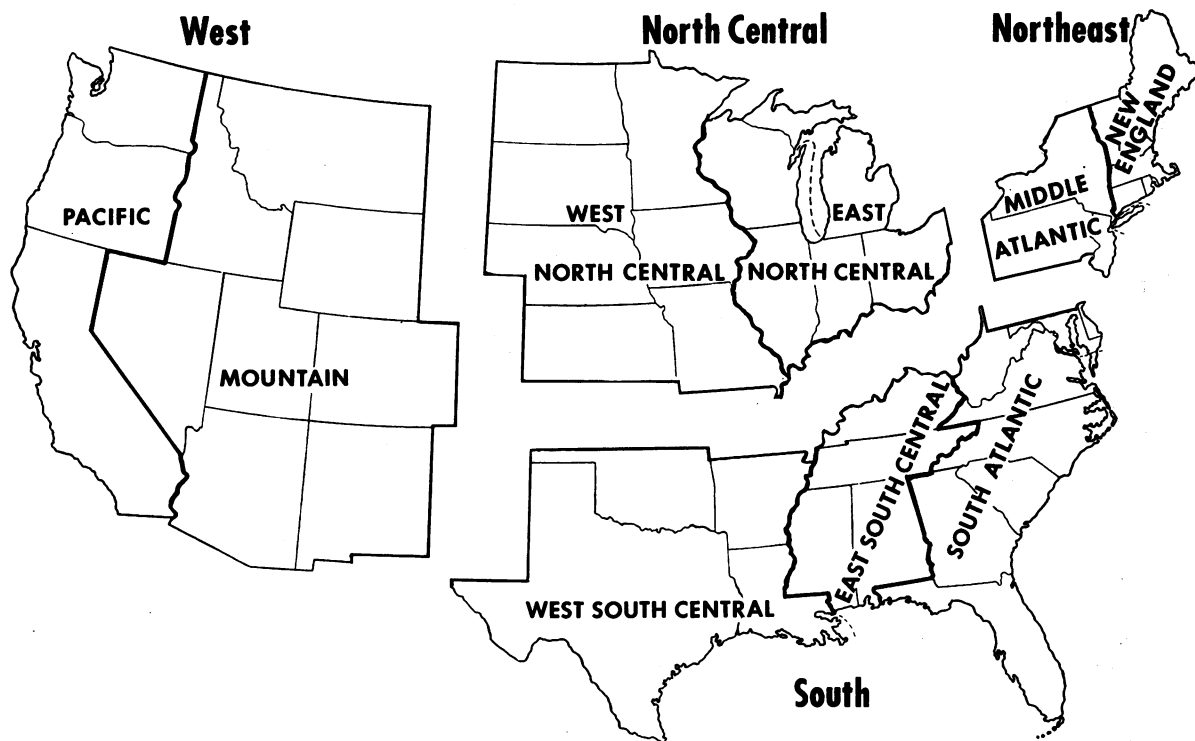 West
North Central
Northeast
NEW
ENGLAND
MIDDLE
ATLANTIC
PACIFIC
WEST
NORTH CENTRAL
EAST
NORTH CENTRAL
MOUNTAIN
EAST SOUTH CENTRAL
SOUTH ATLANTIC
WEST SOUTH CENTRAL
South